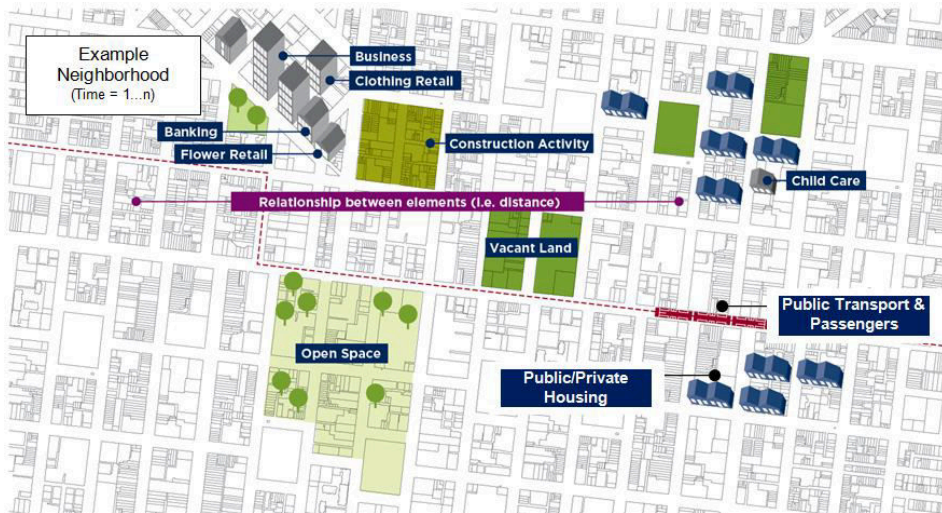 Example
Neighborhood
(Time = 1...n)
Business
Clothing Retail
Banking
Flower Retail
Construction Activity
Child Care
Relationship between elements (i.e. distance)
Vacant Land
Public Transport &
Passengers
Open Space
Public/Private
Housing